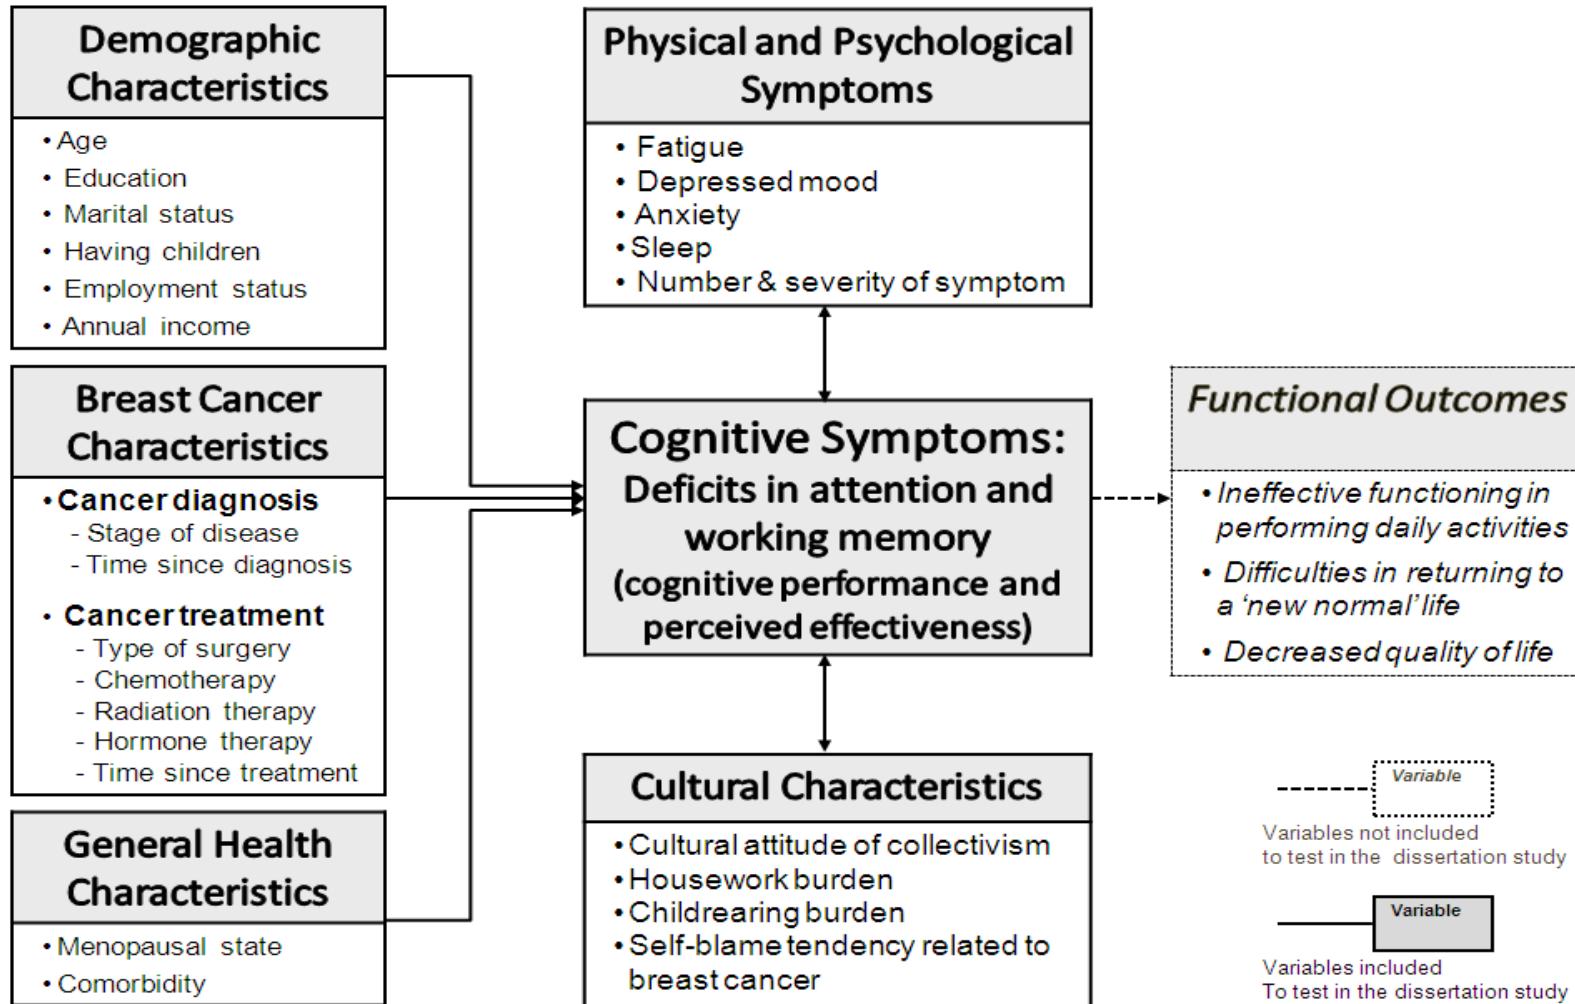 Demographic
Characteristics
• Age
• Education
• Marital status
• Having children
• Employment status
• Annual income
Breast Cancer
Characteristics
• Cancer diagnosis
- Stage of disease
- Time since diagnosis
• Cancer treatment
- Type of surgery
- Chemotherapy
- Radiation therapy
- Hormone therapy
- Time since treatment
General Health
Characteristics
• Menopausal state
• Comorbidity
Physical and Psychological
Symptoms
• Fatigue
• Depressed mood
• Anxiety
• Sleep
• Number & severity of symptom
Cognitive Symptoms:
Deficits in attention and
working memory
(cognitive performance and
perceived effectiveness)
Cultural Characteristics
• Cultural attitude of collectivism
• Housework burden
• Childrearing burden
• Self-blame tendency related to
breast cancer
Functional Outcomes
• Ineffective functioning in
performing daily activities
• Difficulties in returning to
a ‘new normal’ life
• Decreased quality of life
Variable
Variables not included
to test in the dissertation study
Variable
Variables included
To test in the dissertation study